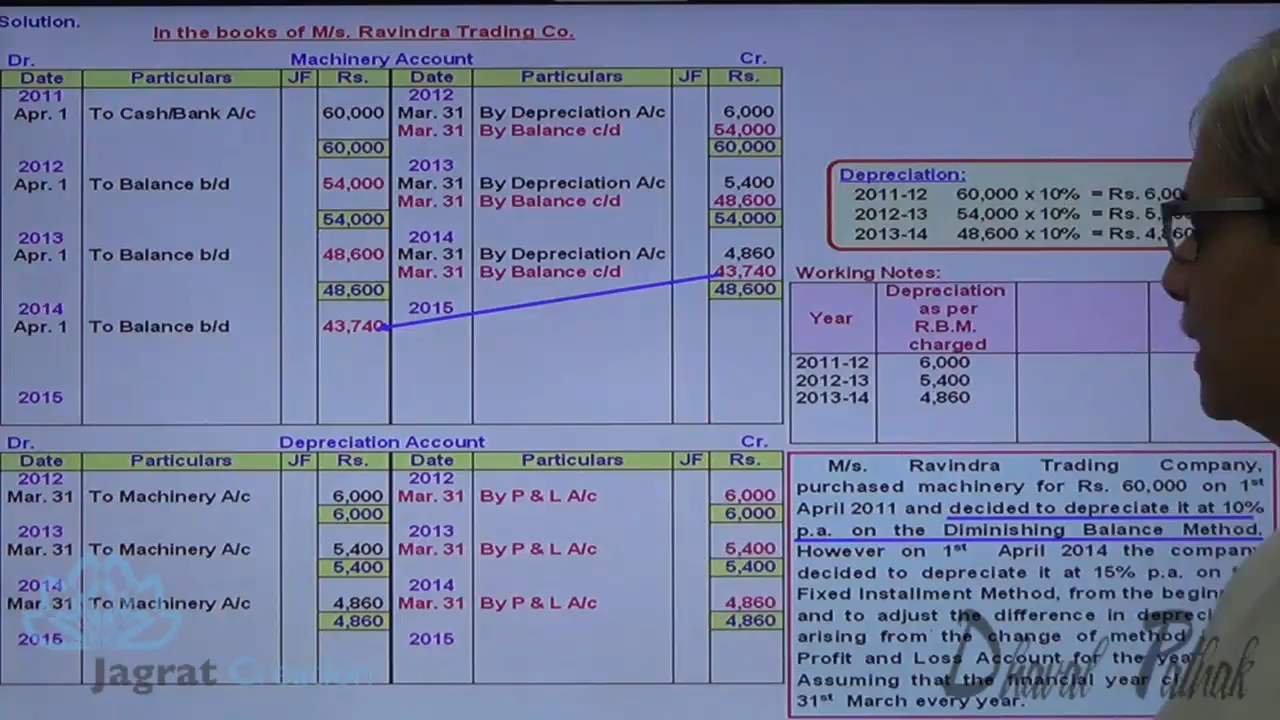 Solution.
In the books of M/s. Ravindra Trading Co.
Dr. Machinery Account Cr.
Date Particulars JF Rs. Date Particulars JF Rs.
2011 2012
Apr. 1 To Cash/Bank A/c 60,000 Mar. 31 By Depreciation A/c 6,000
Mar. 31 By Balance c/d 54,000
60,000 60,000
2012 2013
Apr. 1 To Balance b/d 54,000 Mar. 31 By Depreciation A/c 5,400
Mar. 31 By Balance c/d 48,600
54,000 54,000
2013 2014
Apr. 1 To Balance b/d 48,600 Mar. 31 By Depreciation A/c 4,860
Mar. 31 By Balance c/d 43,740
48,600 48,600
2014 2015
Apr. 1 To Balance b/d 43,740
2015
Dr. Depreciation Account Cr.
Date Particulars JF Rs. Date Particulars JF Rs.
2012 2012
Mar. 31 To Machinery A/c 6,000 Mar. 31 By P & L A/c 6,000
6,000 6,000
2013 2013
Mar. 31 To Machinery A/c 5,400 Mar. 31 By P & L A/c 5,400
5,400 5,400
2014 2014
Mar. 31 To Machinery A/c 4,860 Mar. 31 By P & L A/c 4,860
4,860 4,860
2015 2015
Depreciation:
2011-12 60,000 x 10% = Rs. 6,00
2012-13 54,000 x 10% = Rs. 5,
2013-14 48,600 x 10% = Rs. 4,860
Working Notes:
Year Depreciation as per R.B.M. charged
2011-12 6,000
2012-13 5,400
2013-14 4,860
M/s. Ravindra Trading Company,
purchased machinery for Rs. 60,000 on 1st
April 2011 and decided to depreciate it at 10%
p.a. on the Diminishing Balance Method.
However on 1st April 2014 the company
decided to depreciate it at 15% p.a. on
Fixed Installment Method, from the begin
and to adjust the difference in depreci
arising from the change of method
Profit and Loss Account for the year
Assuming that the financial year
31st March every year.
Jagrat Creation
Dhaval Pathak